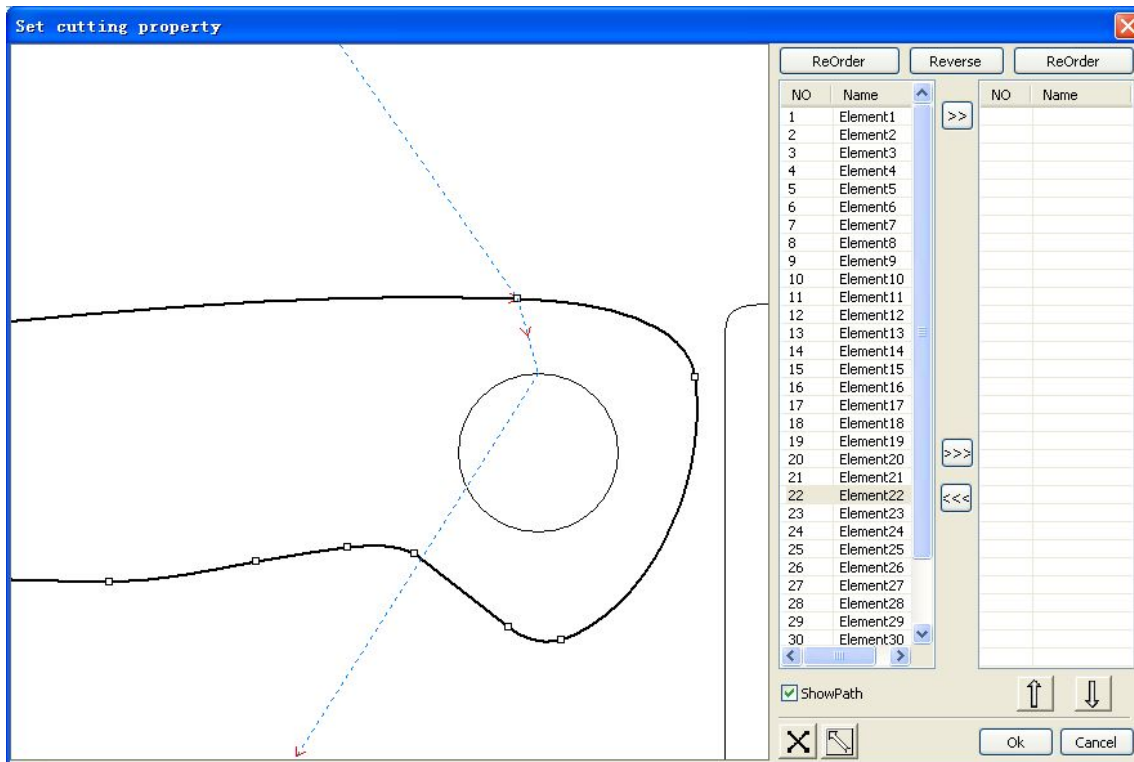 Set cutting property
ReOrder Reverse ReOrder
NO Name NO Name
>>
1 Element1
2 Element2
3 Element3
4 Element4
5 Element5
6 Element6
7 Element7
8 Element8
9 Element9
10 Element10
11 Element11
12 Element12
13 Element13
14 Element14
15 Element15
16 Element16
17 Element17
18 Element18
19 Element19
20 Element20
>>>
21 Element21
22 Element22
<<<
23 Element23
24 Element24
25 Element25
26 Element26
27 Element27
28 Element28
29 Element29
30 Element30
ShowPath
Ok Cancel